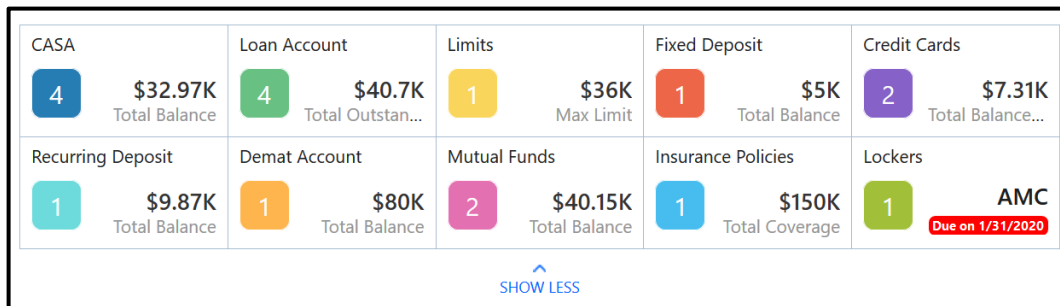 CASA
4
$32.97K
Total Balance
Loan Account
4
$40.7K
Total Outstan...
Limits
1
$36K
Max Limit
Fixed Deposit
1
$5K
Total Balance
Credit Cards
2
$7.31K
Total Balance...
Recurring Deposit
1
$9.87K
Total Balance
Demat Account
1
$80K
Total Balance
Mutual Funds
2
$40.15K
Total Balance
Insurance Policies
1
$150K
Total Coverage
Lockers
1
AMC
Due on 1/31/2020
SHOW LESS